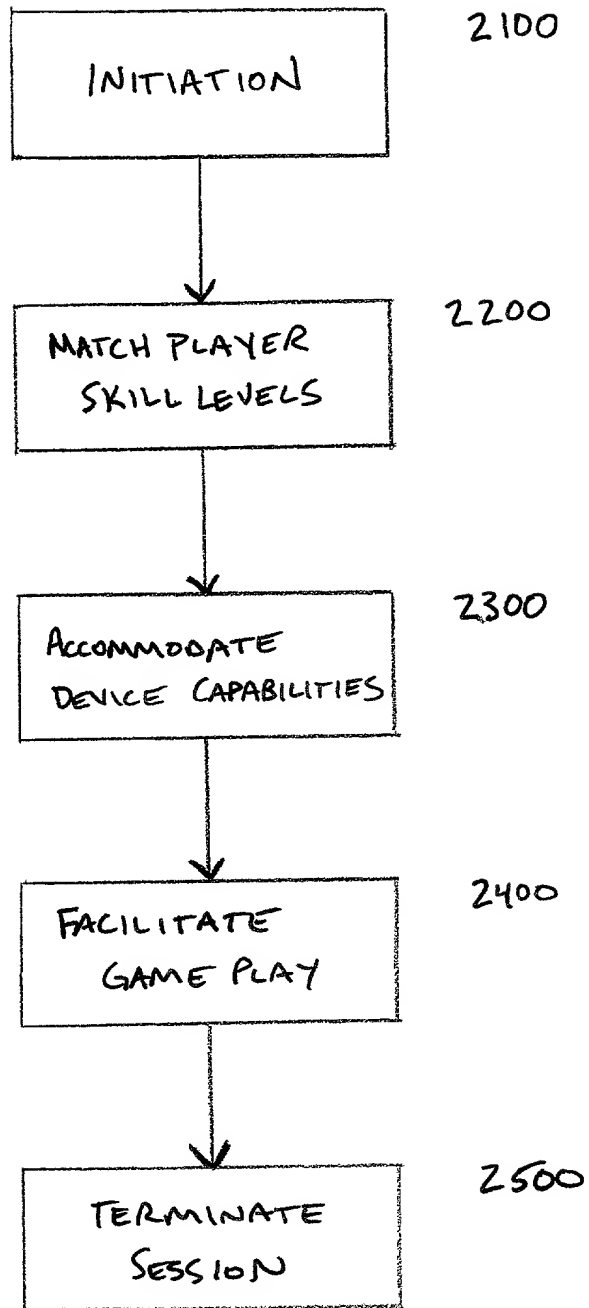 2100
INITIATION
2200
MATCH PLAYER
SKILL LEVELS
2300
ACCOMMODATE
DEVICE CAPABILITIES
2400
FACILITATE
GAME PLAY
2500
TERMINATE
SESSION